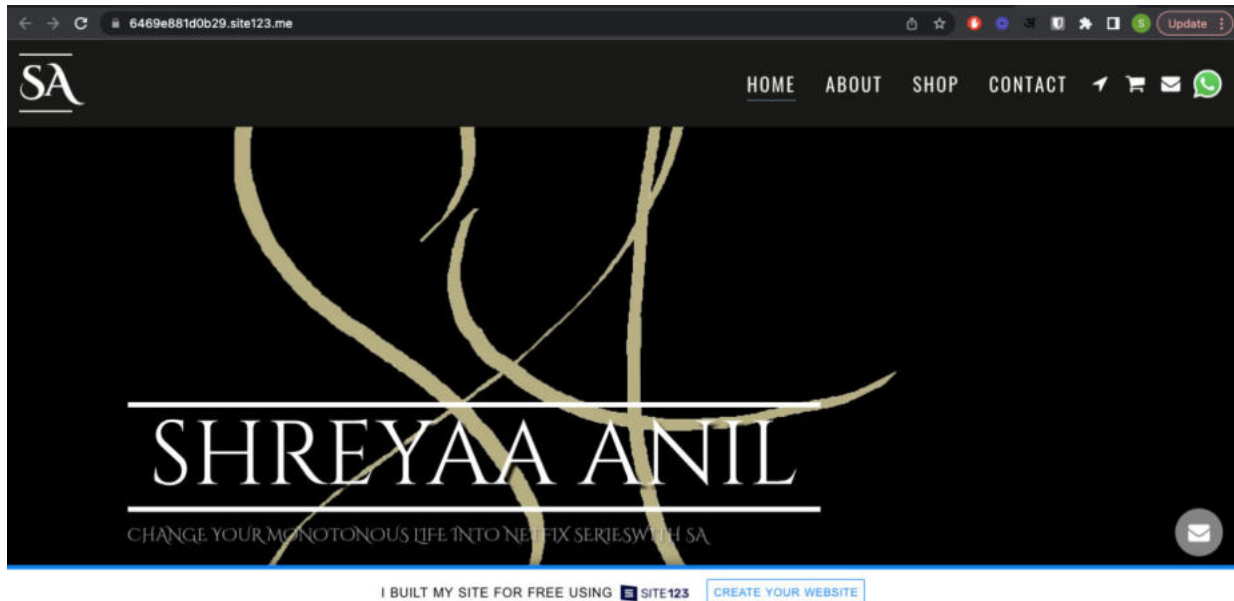 6469e881d0b29.site123.me
S
Update
SA
HOME ABOUT SHOP CONTACT
SHREYAA ANIL
CHANGE YOUR MONOTONOUS LIFE INTO NETFIX SERIESWITH SA
I BUILT MY SITE FOR FREE USING SITE123 CREATE YOUR WEBSITE